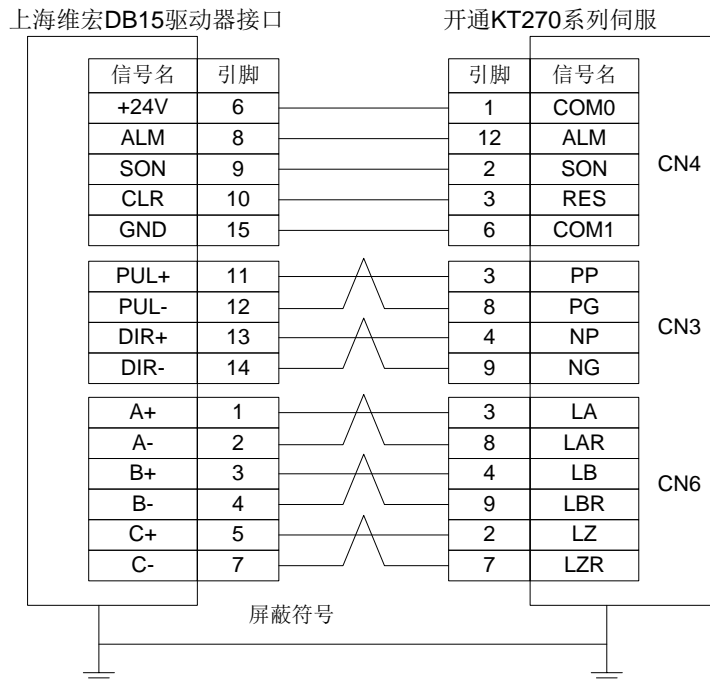 上海维宏DB15驱动器接口 开通KT270系列伺服
信号名 引脚 引脚 信号名
+24V 6 1 COM0
ALM 8 12 ALM
SON 9 2 SON CN4
CLR 10 3 RES
GND 15 6 COM1
PUL+ 11 3 PP
PUL- 12 8 PG
DIR+ 13 4 NP CN3
DIR- 14 9 NG
A+ 1 3 LA
A- 2 8 LAR
B+ 3 4 LB CN6
B- 4 9 LBR
C+ 5 2 LZ
C- 7 7 LZR
屏蔽符号